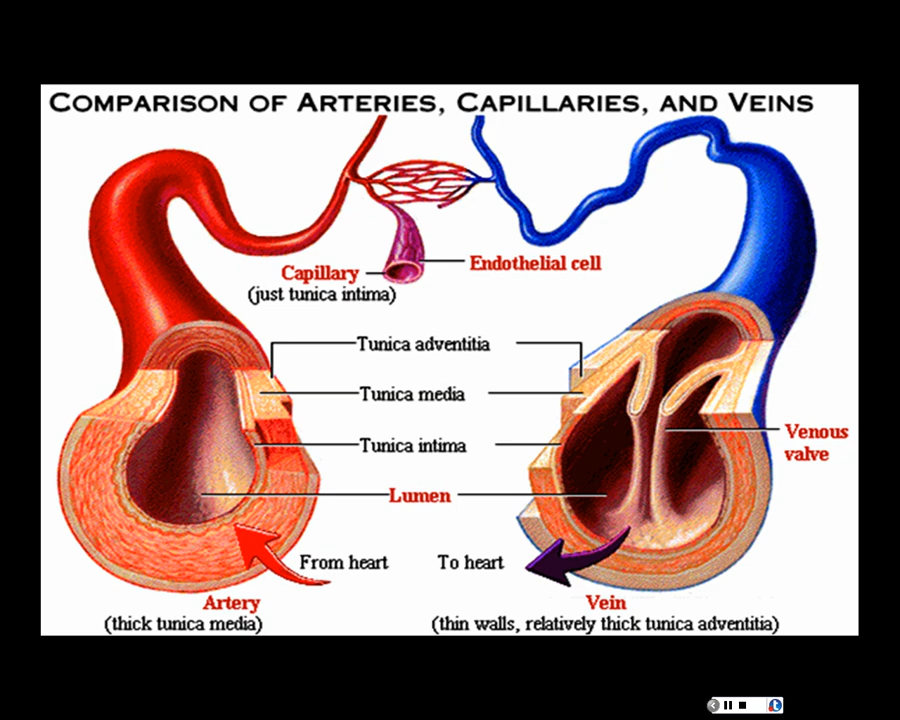 COMPARISON OF ARTERIES, CAPILLARIES, AND VEINS
Endothelial cell
Capillary
(just tunica intima)
Tunica adventitia
Tunica media
Tunica intima
Venous
valve
Lumen
From heart
To heart
Artery
(thick tunica media)
Vein
(thin walls, relatively thick tunica adventitia)